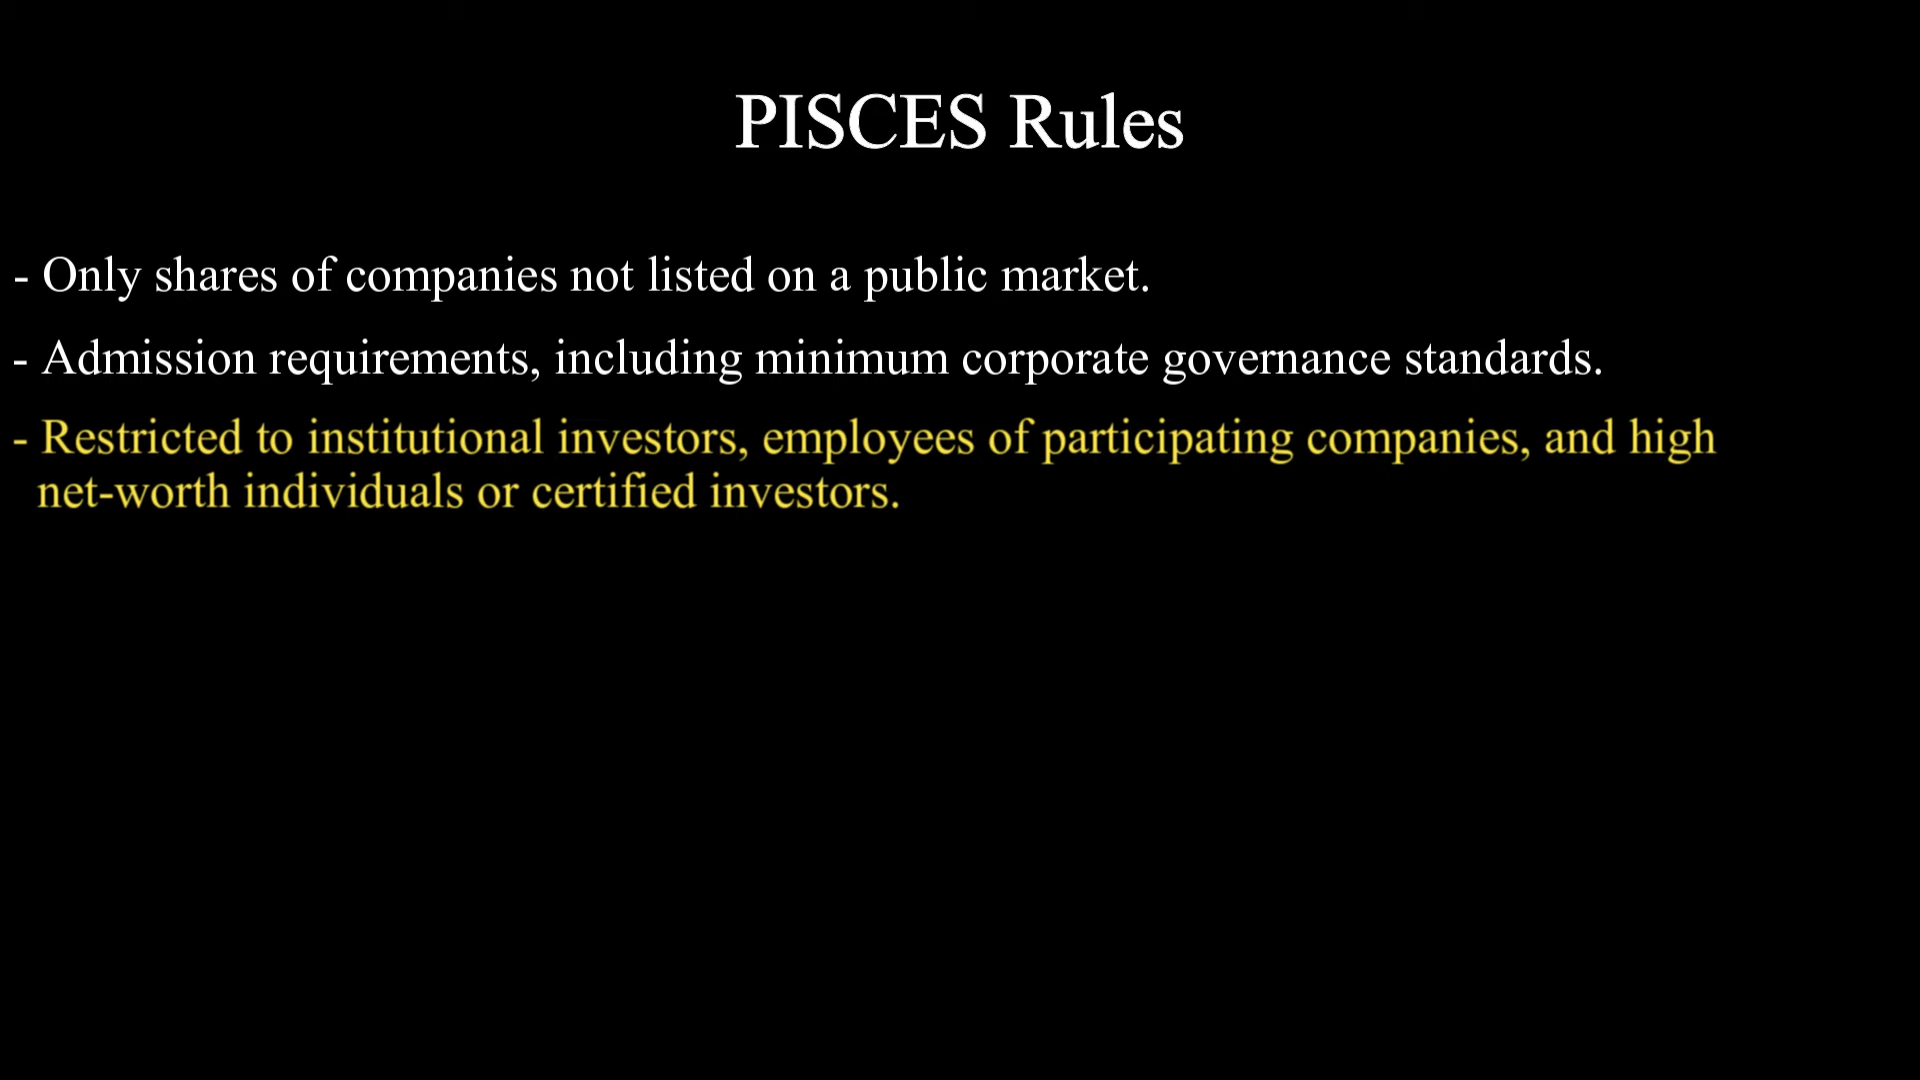 PISCES Rules
- Only shares of companies not listed on a public market.
- Admission requirements, including minimum corporate governance standards.
- Restricted to institutional investors, employees of participating companies, and high
net-worth individuals or certified investors.